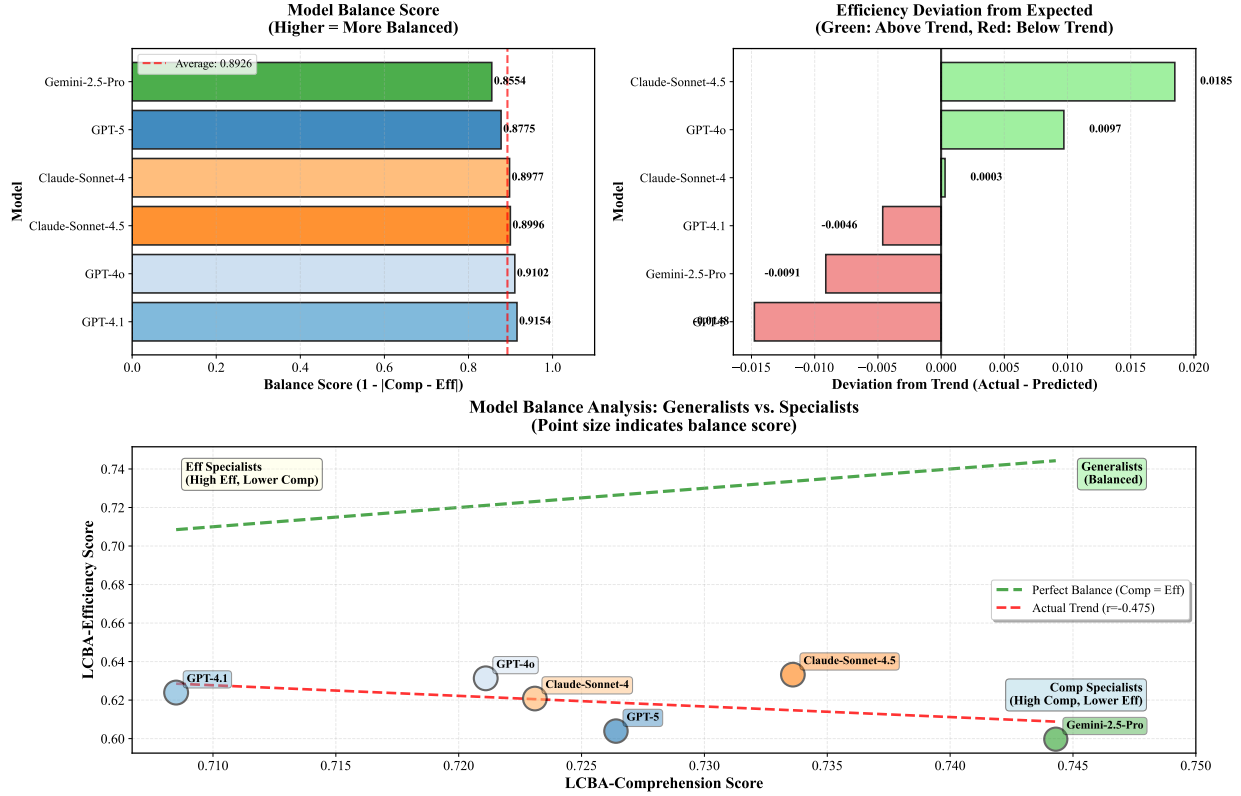 Model Balance Score
(Higher = More Balanced)
Average: 0.8926
Gemini-2.5-Pro
0.8554
GPT-5
0.8775
Claude-Sonnet-4
0.8977
Claude-Sonnet-4.5
0.8996
GPT-4o
0.9102
GPT-4.1
0.9154
Model
0.0
0.2
0.4
0.6
0.8
1.0
Balance Score (1 - |Comp - Eff|)
Efficiency Deviation from Expected
(Green: Above Trend, Red: Below Trend)
Claude-Sonnet-4.5
0.0185
GPT-4o
0.0097
Claude-Sonnet-4
0.0003
GPT-4.1
-0.0046
Gemini-2.5-Pro
-0.0091
GPT-5
-0.0148
Model
−0.015
−0.010
−0.005
0.000
0.005
0.010
0.015
0.020
Deviation from Trend (Actual - Predicted)
Model Balance Analysis: Generalists vs. Specialists
(Point size indicates balance score)
Eff Specialists
(High Eff, Lower Comp)
Generalists
(Balanced)
Perfect Balance (Comp = Eff)
Actual Trend (r=-0.475)
GPT-4.1
GPT-4o
Claude-Sonnet-4
GPT-5
Claude-Sonnet-4.5
Comp Specialists
(High Comp, Lower Eff)
Gemini-2.5-Pro
LCBA-Efficiency Score
0.74
0.72
0.70
0.68
0.66
0.64
0.62
0.60
0.710
0.715
0.720
0.725
0.730
0.735
0.740
0.745
0.750
LCBA-Comprehension Score